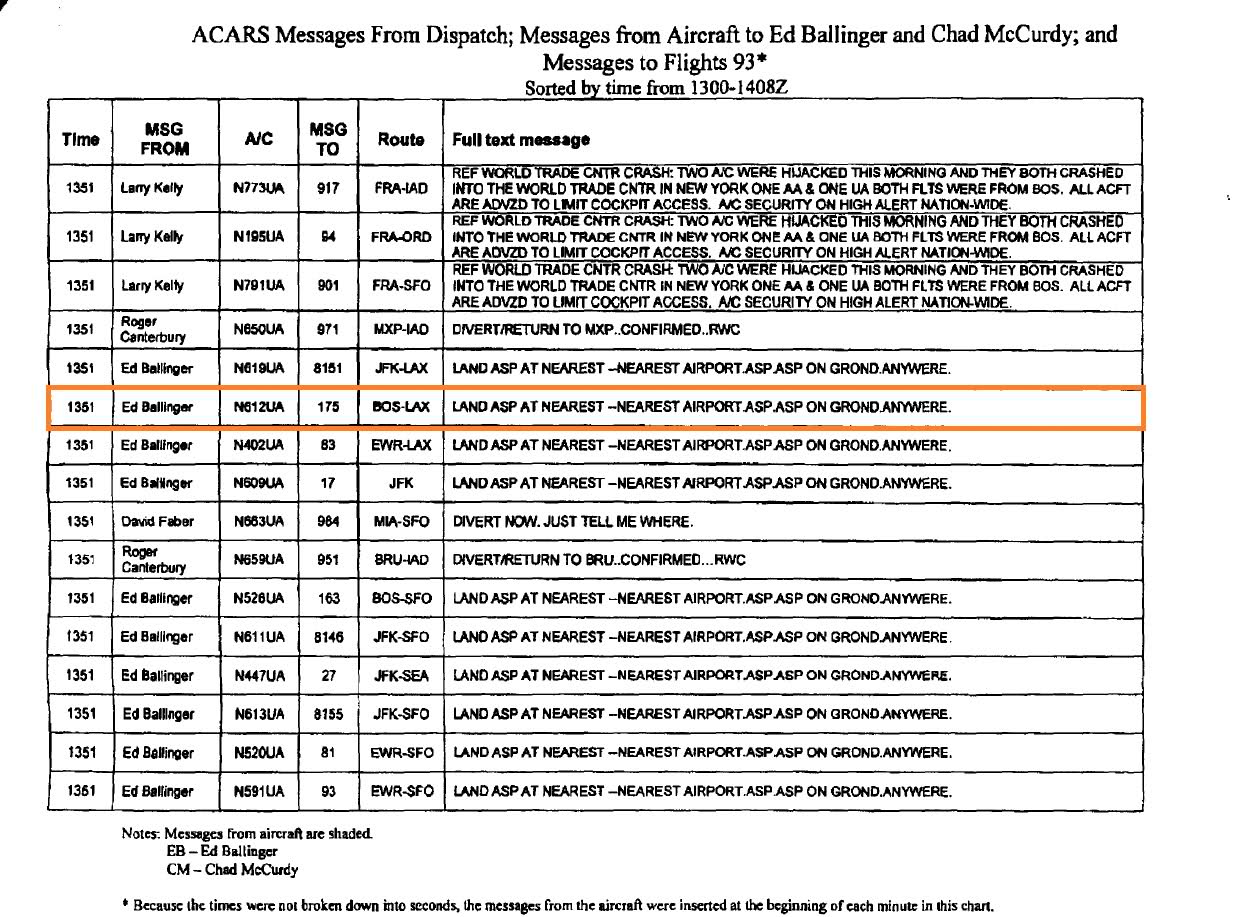 ACARS Messages From Dispatch; Messages from Aircraft to Ed Ballinger and Chad McCurdy; and
Messages to Flights 93*
Sorted by time from 1300-1408Z
Time MSG FROM A/C MSG TO Route Full text message
1351 Larry Kelly N773UA 917 FRA-IAD REF WORLD TRADE CNTR CRASH: TWO A/C WERE HIJACKED THIS MORNING AND THEY BOTH CRASHED
INTO THE WORLD TRADE CNTR IN NEW YORK ONE AA & ONE UA BOTH FLTS WERE FROM BOS. ALL ACFT
ARE ADVZD TO LIMIT COCKPIT ACCESS. A/C SECURITY ON HIGH ALERT NATION-WIDE.
1351 Larry Kelly N195UA 94 FRA-ORD REF WORLD TRADE CNTR CRASH: TWO A/C WERE HIJACKED THIS MORNING AND THEY BOTH CRASHED
INTO THE WORLD TRADE CNTR IN NEW YORK ONE AA & ONE UA BOTH FLTS WERE FROM BOS. ALL ACFT
ARE ADVZD TO LIMIT COCKPIT ACCESS. A/C SECURITY ON HIGH ALERT NATION-WIDE.
1351 Larry Kelly N791UA 901 FRA-SFO REF WORLD TRADE CNTR CRASH: TWO A/C WERE HIJACKED THIS MORNING AND THEY BOTH CRASHED
INTO THE WORLD TRADE CNTR IN NEW YORK ONE AA & ONE UA BOTH FLTS WERE FROM BOS. ALL ACFT
ARE ADVZD TO LIMIT COCKPIT ACCESS. A/C SECURITY ON HIGH ALERT NATION-WIDE.
1351 Roger Canterbury N650UA 971 MXP-IAD DIVERT/RETURN TO MXP..CONFIRMED..RWC
1351 Ed Ballinger N619UA 8151 JFK-LAX LAND ASP AT NEAREST --NEAREST AIRPORT.ASP.ASP ON GROND.ANYWERE.
1351 Ed Ballinger N612UA 175 BOS-LAX LAND ASP AT NEAREST --NEAREST AIRPORT.ASP.ASP ON GROND.ANYWERE.
1351 Ed Ballinger N402UA 83 EWR-LAX LAND ASP AT NEAREST --NEAREST AIRPORT.ASP.ASP ON GROND.ANYWERE.
1351 Ed Ballinger N609UA 17 JFK LAND ASP AT NEAREST --NEAREST AIRPORT.ASP.ASP ON GROND.ANYWERE.
1351 David Faber N663UA 984 MIA-SFO DIVERT NOW. JUST TELL ME WHERE.
1351 Roger Canterbury N659UA 951 BRU-IAD DIVERT/RETURN TO BRU..CONFIRMED...RWC
1351 Ed Ballinger N526UA 163 BOS-SFO LAND ASP AT NEAREST --NEAREST AIRPORT.ASP.ASP ON GROND.ANYWERE.
1351 Ed Ballinger N611UA 8146 JFK-SFO LAND ASP AT NEAREST --NEAREST AIRPORT.ASP.ASP ON GROND.ANYWERE.
1351 Ed Ballinger N447UA 27 JFK-SEA LAND ASP AT NEAREST --NEAREST AIRPORT.ASP.ASP ON GROND.ANYWERE.
1351 Ed Ballinger N613UA 8155 JFK-SFO LAND ASP AT NEAREST --NEAREST AIRPORT.ASP.ASP ON GROND.ANYWERE.
1351 Ed Ballinger N520UA 81 EWR-SFO LAND ASP AT NEAREST --NEAREST AIRPORT.ASP.ASP ON GROND.ANYWERE.
1351 Ed Ballinger N591UA 93 EWR-SFO LAND ASP AT NEAREST --NEAREST AIRPORT.ASP.ASP ON GROND.ANYWERE.
Notes: Messages from aircraft are shaded.
EB – Ed Ballinger
CM – Chad McCurdy
* Because the times were not broken down into seconds, the messages from the aircraft were inserted at the beginning of each minute in this chart.